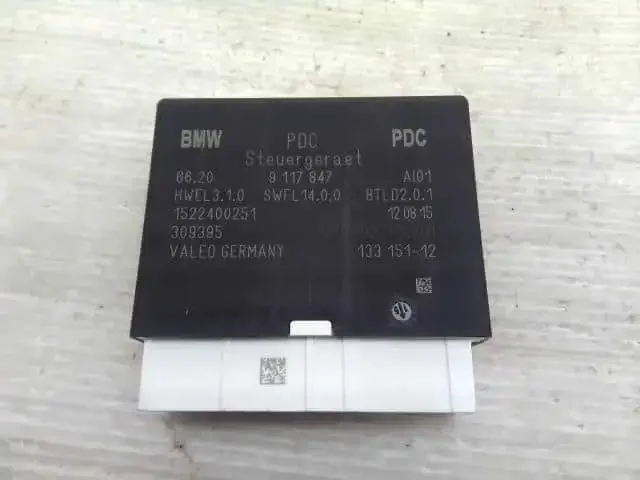 BMW PDC PDC
Steuergeraet
66.20 9 117 847 AI01
HWEL3.1.0 SWFL14.0.0 BTLD2.0.1
1522400251 12 08 15
309395
VALEO GERMANY 133 151-12